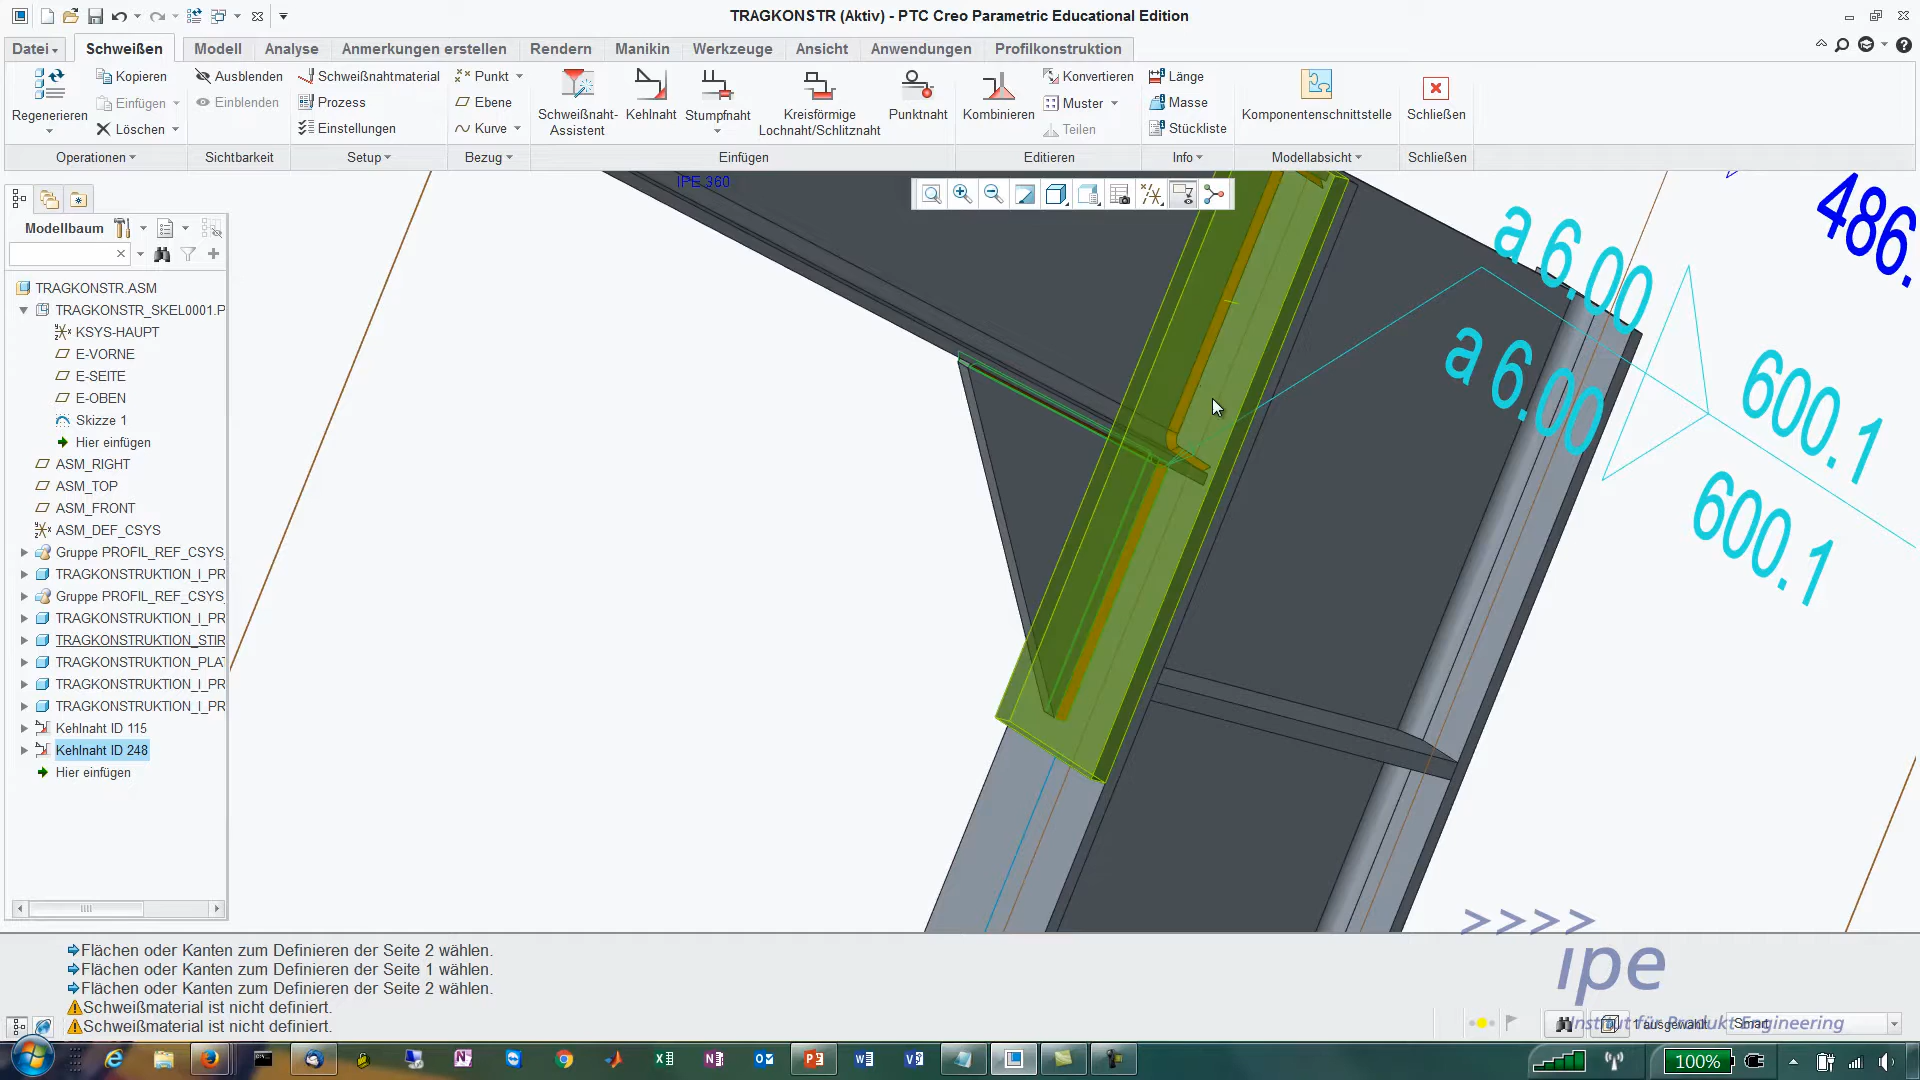 TRAGKONSTR (Aktiv) - PTC Creo Parametric Educational Edition
Datei
Schweißen
Modell
Analyse
Anmerkungen erstellen
Rendern
Manikin
Werkzeuge
Ansicht
Anwendungen
Profilkonstruktion
Regenerieren
Kopieren
Einfügen
Löschen
Ausblenden
Einblenden
Schweißnahtmaterial
Prozess
Einstellungen
Punkt
Ebene
Kurve
Schweißnaht-
Assistent
Kehlnaht
Stumpfnaht
Kreisförmige
Lochnaht/Schlitznaht
Punktnaht
Kombinieren
Konvertieren
Muster
Teilen
Länge
Masse
Stückliste
Komponentenschnittstelle
Schließen
Operationen
Sichtbarkeit
Setup
Bezug
Einfügen
Editieren
Info
Modellabsicht
Schließen
Modellbaum
TRAGKONSTR.ASM
TRAGKONSTR_SKEL0001.P
KSYS-HAUPT
E-VORNE
E-SEITE
E-OBEN
Skizze 1
Hier einfügen
ASM_RIGHT
ASM_TOP
ASM_FRONT
ASM_DEF_CSYS
Gruppe PROFIL_REF_CSYS_
TRAGKONSTRUKTION_I_PR
Gruppe PROFIL_REF_CSYS_
TRAGKONSTRUKTION_I_PR
TRAGKONSTRUKTION_STIR
TRAGKONSTRUKTION_PLA
TRAGKONSTRUKTION_I_PR
TRAGKONSTRUKTION_I_PR
Kehlnaht ID 115
Kehlnaht ID 248
Hier einfügen
IPE 360
486.
a 6.00
a 6.00
600.1
600.1
Flächen oder Kanten zum Definieren der Seite 2 wählen.
Flächen oder Kanten zum Definieren der Seite 1 wählen.
Flächen oder Kanten zum Definieren der Seite 2 wählen.
Schweißmaterial ist nicht definiert.
Schweißmaterial ist nicht definiert.
>>>>
ipe
Institut für Produkt Engineering
1 ausgewählt
Smart
100%